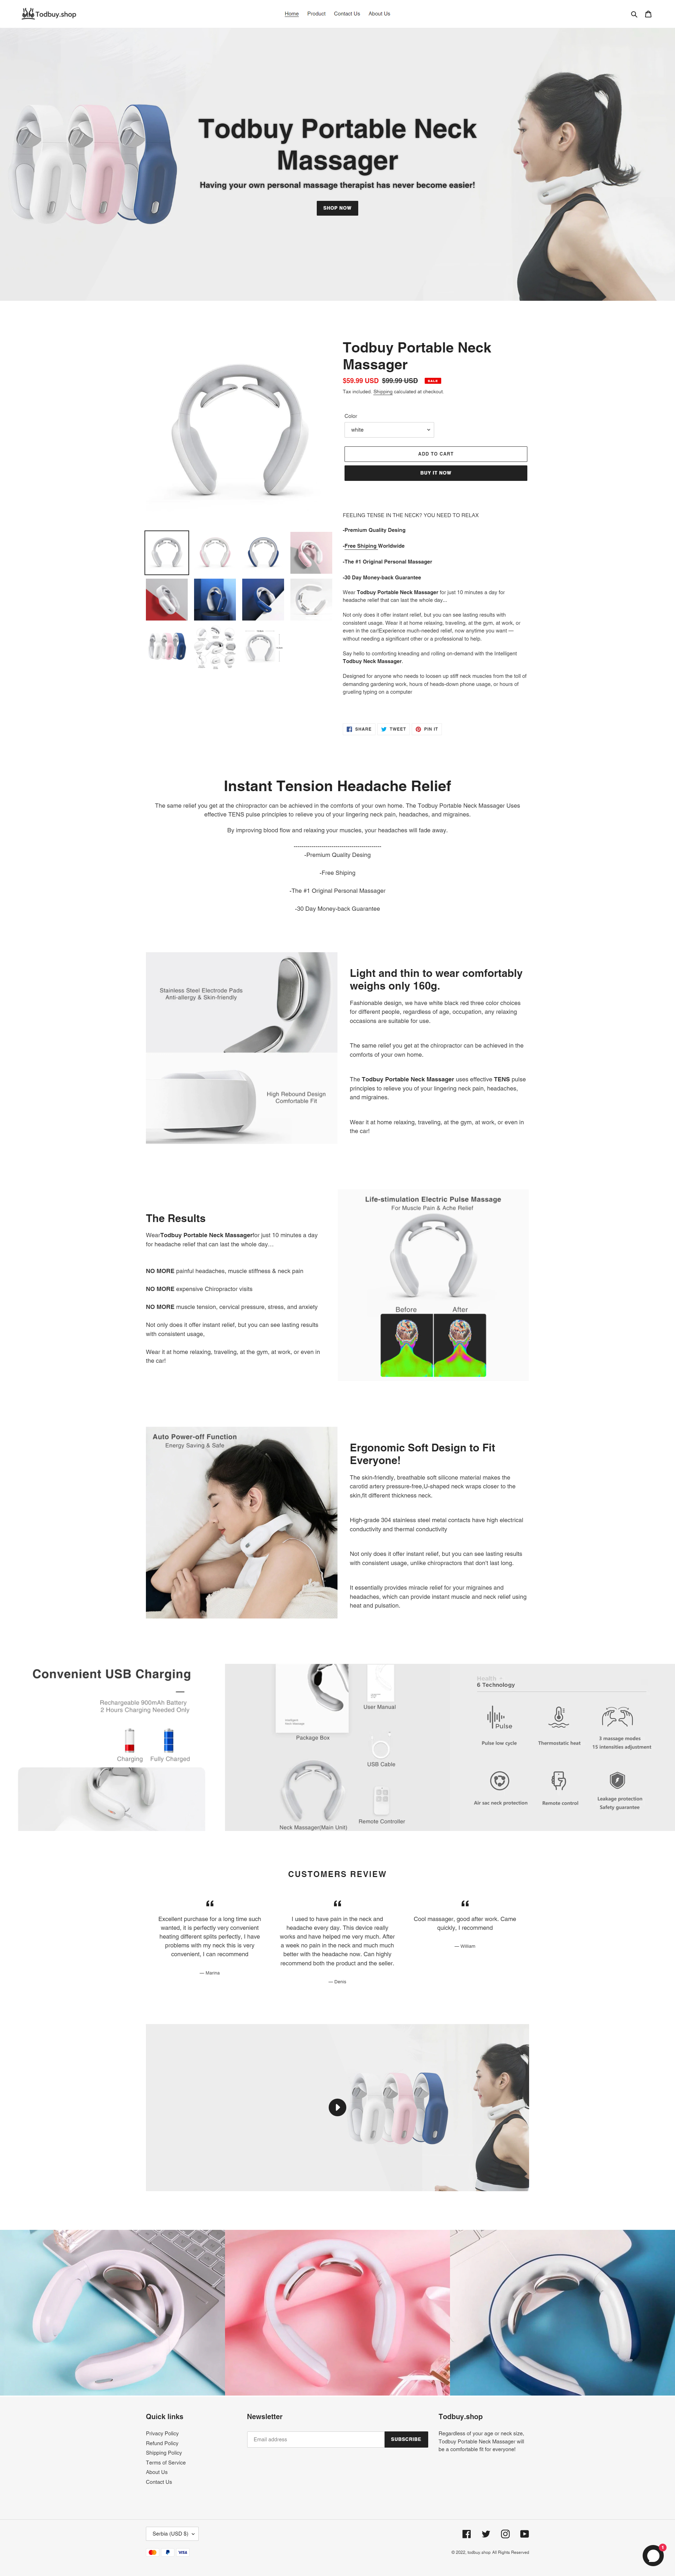 Todbuy.shop
Home Product Contact Us About Us
Todbuy Portable Neck
Massager
Having your own personal massage therapist has never become easier!
SHOP NOW
Todbuy Portable Neck
Massager
$59.99 USD $99.99 USD SALE
Tax included. Shipping calculated at checkout.
Color
white
ADD TO CART
BUY IT NOW
FEELING TENSE IN THE NECK? YOU NEED TO RELAX
-Premium Quality Desing
-Free Shiping Worldwide
-The #1 Original Personal Massager
-30 Day Money-back Guarantee
Wear Todbuy Portable Neck Massager for just 10 minutes a day for
headache relief that can last the whole day...
Not only does it offer instant relief, but you can see lasting results with
consistent usage. Wear it at home relaxing, traveling, at the gym, at work, or
even in the car!Experience much-needed relief, now anytime you want —
without needing a significant other or a professional to help.
Say hello to comforting kneading and rolling on-demand with the Intelligent
Todbuy Neck Massager.
Designed for anyone who needs to loosen up stiff neck muscles from the toll of
demanding gardening work, hours of heads-down phone usage, or hours of
grueling typing on a computer
SHARE TWEET PIN IT
Instant Tension Headache Relief
The same relief you get at the chiropractor can be achieved in the comforts of your own home. The Todbuy Portable Neck Massager Uses
effective TENS pulse principles to relieve you of your lingering neck pain, headaches, and migraines.
By improving blood flow and relaxing your muscles, your headaches will fade away.
-Premium Quality Desing
-Free Shiping
-The #1 Original Personal Massager
-30 Day Money-back Guarantee
Stainless Steel Electrode Pads
Anti-allergy & Skin-friendly
High Rebound Design
Comfortable Fit
Light and thin to wear comfortably
weighs only 160g.
Fashionable design, we have white black red three color choices
for different people, regardless of age, occupation, any relaxing
occasions are suitable for use.
The same relief you get at the chiropractor can be achieved in the
comforts of your own home.
The Todbuy Portable Neck Massager uses effective TENS pulse
principles to relieve you of your lingering neck pain, headaches,
and migraines.
Wear it at home relaxing, traveling, at the gym, at work, or even in
the car!
The Results
WearTodbuy Portable Neck Massagerfor just 10 minutes a day
for headache relief that can last the whole day…
NO MORE painful headaches, muscle stiffness & neck pain
NO MORE expensive Chiropractor visits
NO MORE muscle tension, cervical pressure, stress, and anxiety
Not only does it offer instant relief, but you can see lasting results
with consistent usage,
Wear it at home relaxing, traveling, at the gym, at work, or even in
the car!
Life-stimulation Electric Pulse Massage
For Muscle Pain & Ache Relief
Before After
Auto Power-off Function
Energy Saving & Safe
Ergonomic Soft Design to Fit
Everyone!
The skin-friendly, breathable soft silicone material makes the
carotid artery pressure-free,U-shaped neck wraps closer to the
skin,fit different thickness neck.
High-grade 304 stainless steel metal contacts have high electrical
conductivity and thermal conductivity
Not only does it offer instant relief, but you can see lasting results
with consistent usage, unlike chiropractors that don't last long.
It essentially provides miracle relief for your migraines and
headaches, which can provide instant muscle and neck relief using
heat and pulsation.
Convenient USB Charging
Rechargeable 900mAh Battery
2 Hours Charging Needed Only
Charging Fully Charged
User Manual
Package Box
USB Cable
Remote Controller
Neck Massager(Main Unit)
Health
6 Technology
Pulse
Pulse low cycle
Thermostatic heat
3 massage modes
15 intensities adjustment
Air sac neck protection
Remote control
Leakage protection
Safety guarantee
CUSTOMERS REVIEW
Excellent purchase for a long time such
wanted, it is perfectly very convenient
heating different splits perfectly, I have
problems with my neck this is very
convenient, I can recommend
— Marina
I used to have pain in the neck and
headache every day. This device really
works and have helped me very much. After
a week no pain in the neck and much much
better with the headache now. Can highly
recommend both the product and the seller.
— Denis
Cool massager, good after work. Came
quickly, I recommend
— William
Quick links
Privacy Policy
Refund Policy
Shipping Policy
Terms of Service
About Us
Contact Us
Newsletter
Email address
SUBSCRIBE
Todbuy.shop
Regardless of your age or neck size,
Todbuy Portable Neck Massager will
be a comfortable fit for everyone!
Serbia (USD $)
VISA
© 2022, todbuy.shop All Rights Reserved
1